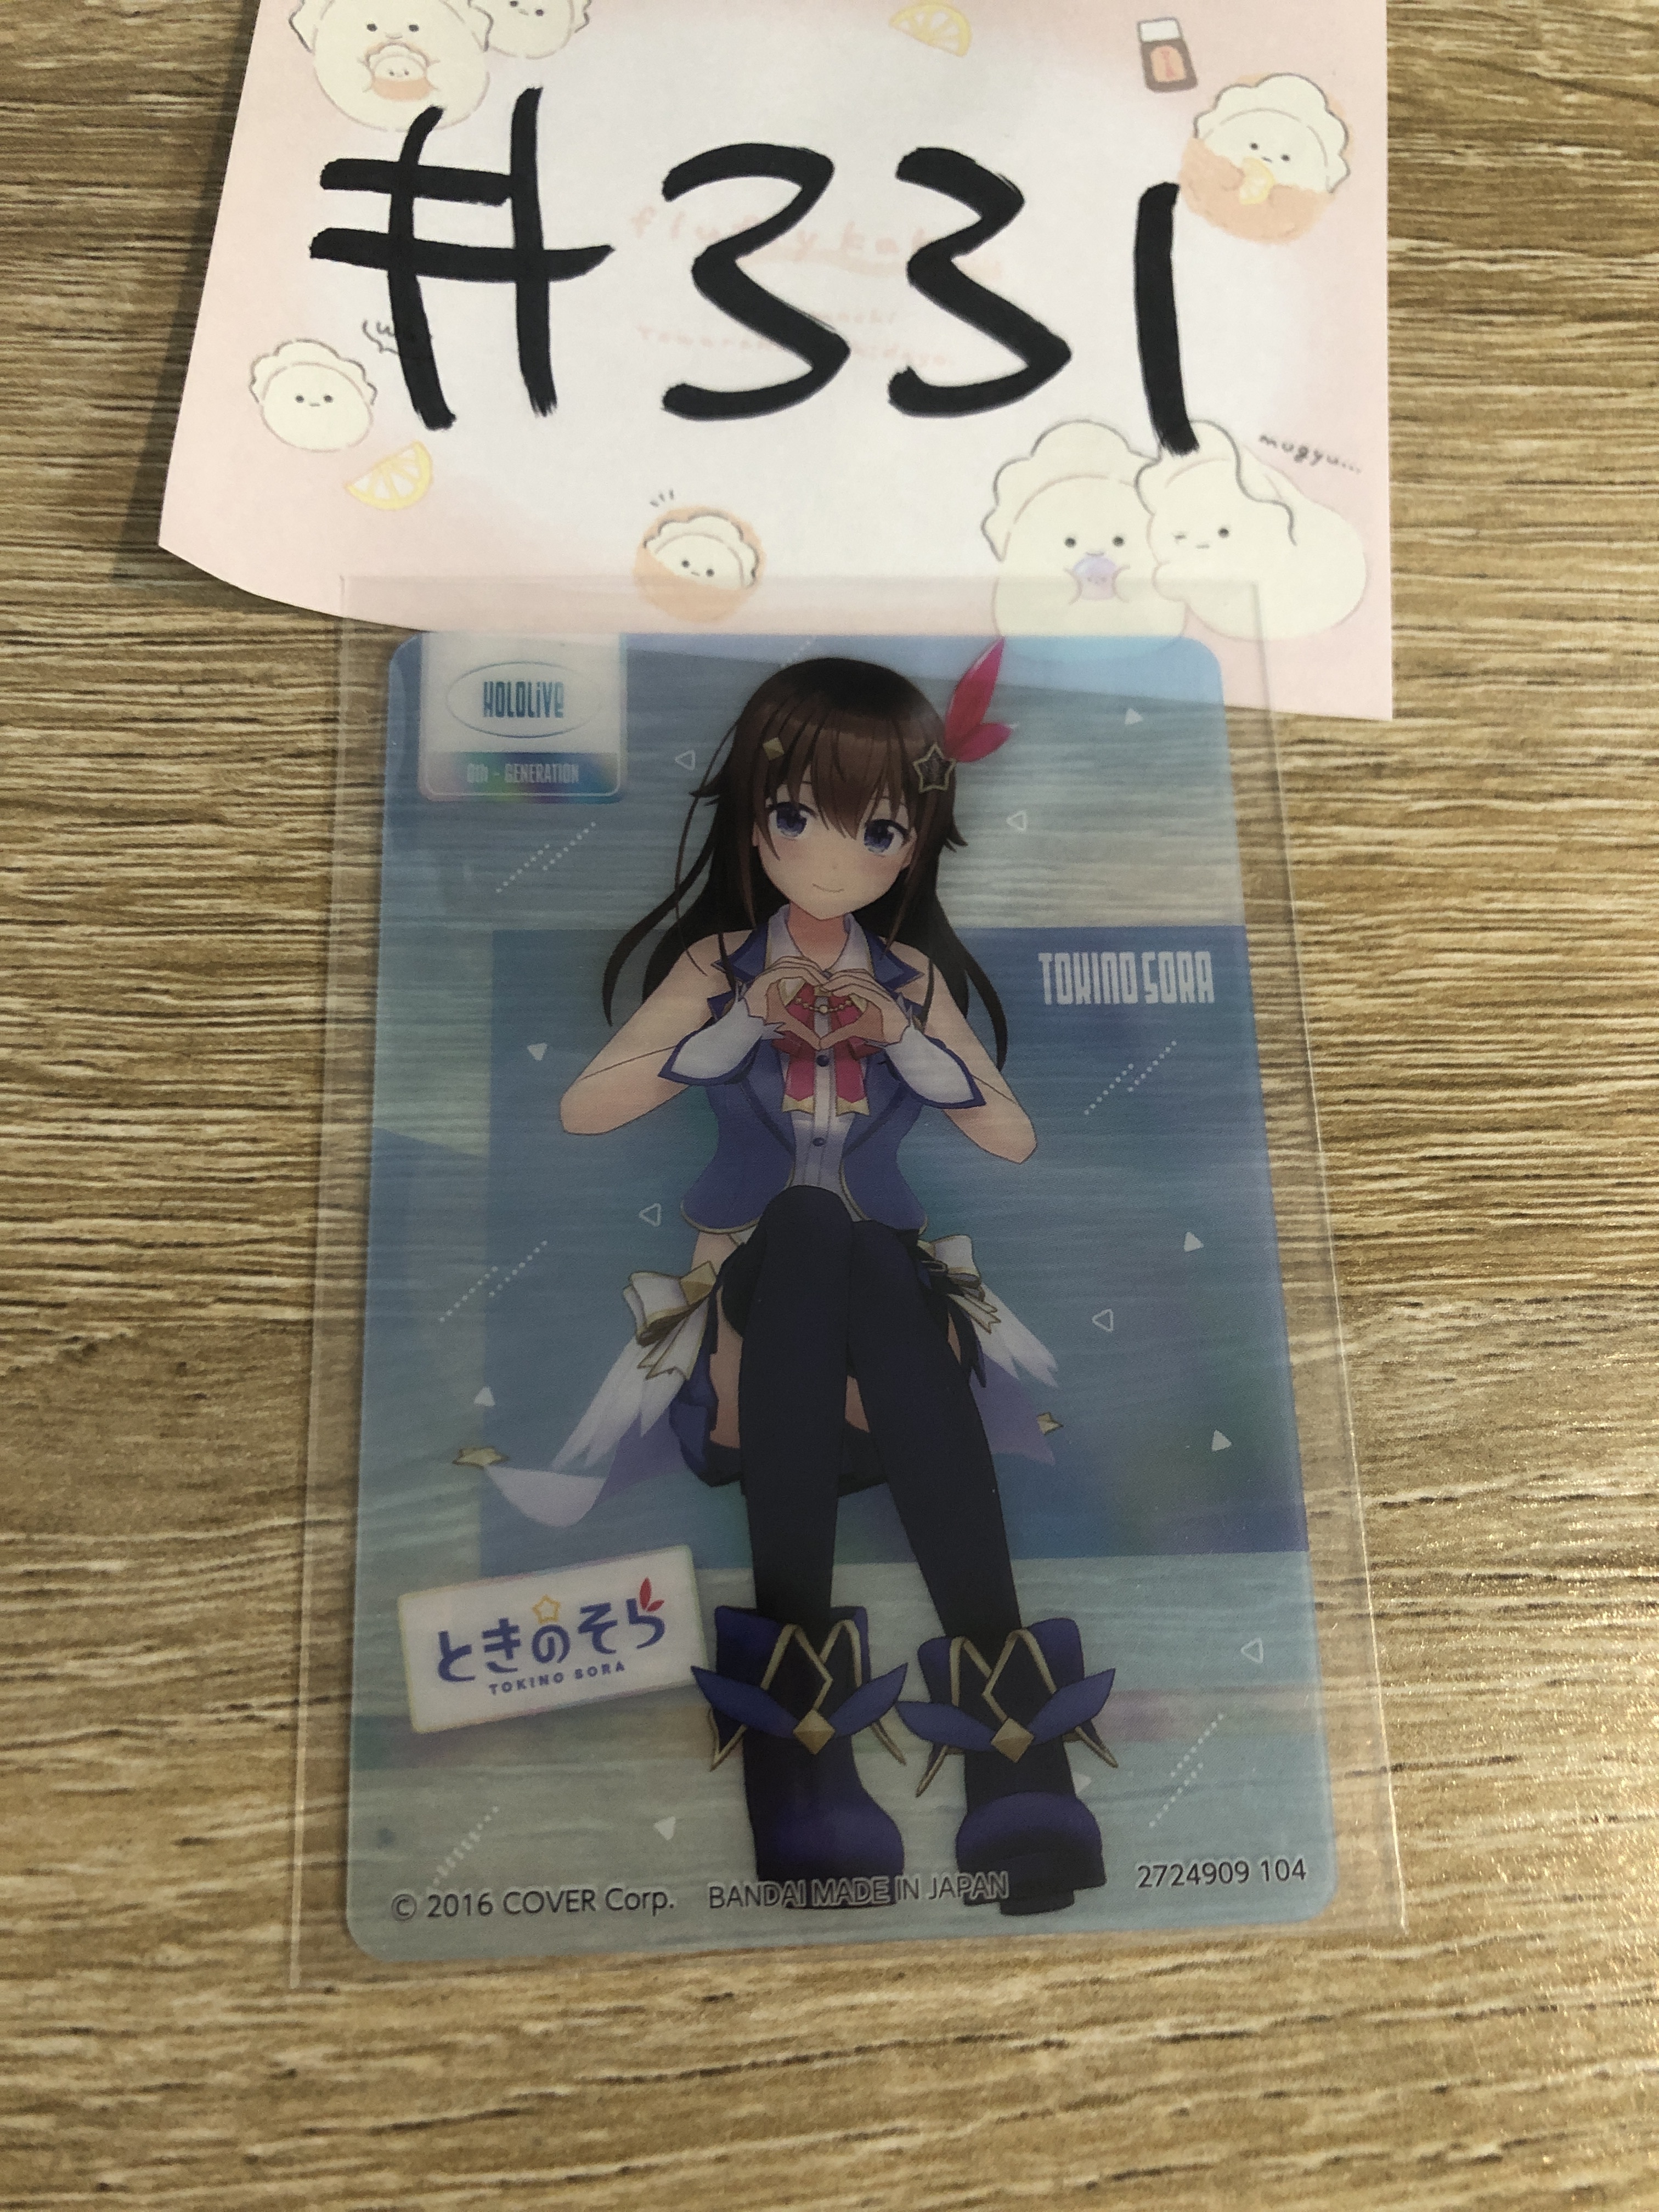 #331
mugyu...
HOLOLiVe
0th - GENERATION
TOKINO SORA
ときのそら
TOKINO SORA
© 2016 COVER Corp. BANDAI MADE IN JAPAN 2724909 104